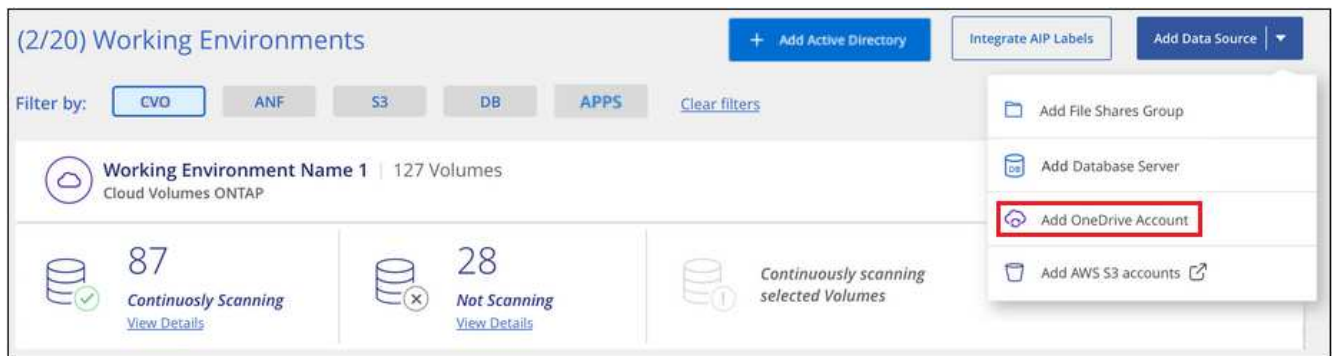 (2/20) Working Environments
+ Add Active Directory
Integrate AIP Labels
Add Data Source
Filter by:
CVO
ANF
S3
DB
APPS
Clear filters
Add File Shares Group
DB
Add Database Server
Add OneDrive Account
Add AWS S3 accounts
Working Environment Name 1 | 127 Volumes
Cloud Volumes ONTAP
87
Continuosly Scanning
View Details
28
Not Scanning
View Details
Continuously scanning
selected Volumes